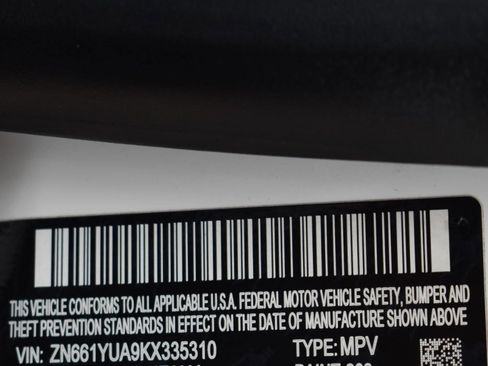 THIS VEHICLE CONFORMS TO ALL APPLICABLE U.S.A. FEDERAL MOTOR VEHICLE SAFETY, BUMPER AND
THEFT PREVENTION STANDARDS IN EFFECT ON THE DATE OF MANUFACTURE SHOWN ABOVE
VIN: ZN661YUA9KX335310 TYPE: MPV